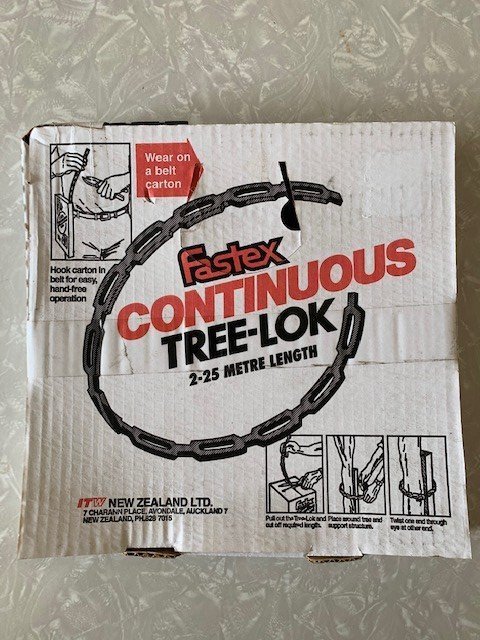 Wear on
a belt
carton
Hook carton in
belt for easy,
hand-free
operation
Fastex
CONTINUOUS
TREE-LOK
2-25 METRE LENGTH
ITW NEW ZEALAND LTD.
7 CHARANN PLACE, AVONDALE, AUCKLAND 7
NEW ZEALAND, PH.828 7015
Pull out the Tree-Lok and
cut off required length.
Place around tree and
support structure.
Twist one end through
eye at other end.